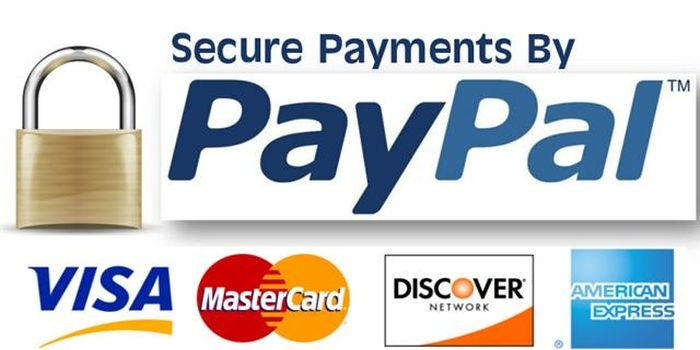 Secure Payments By
PayPal™
VISA
MasterCard
DISCOVER®
NETWORK
AMERICAN
EXPRESS
®